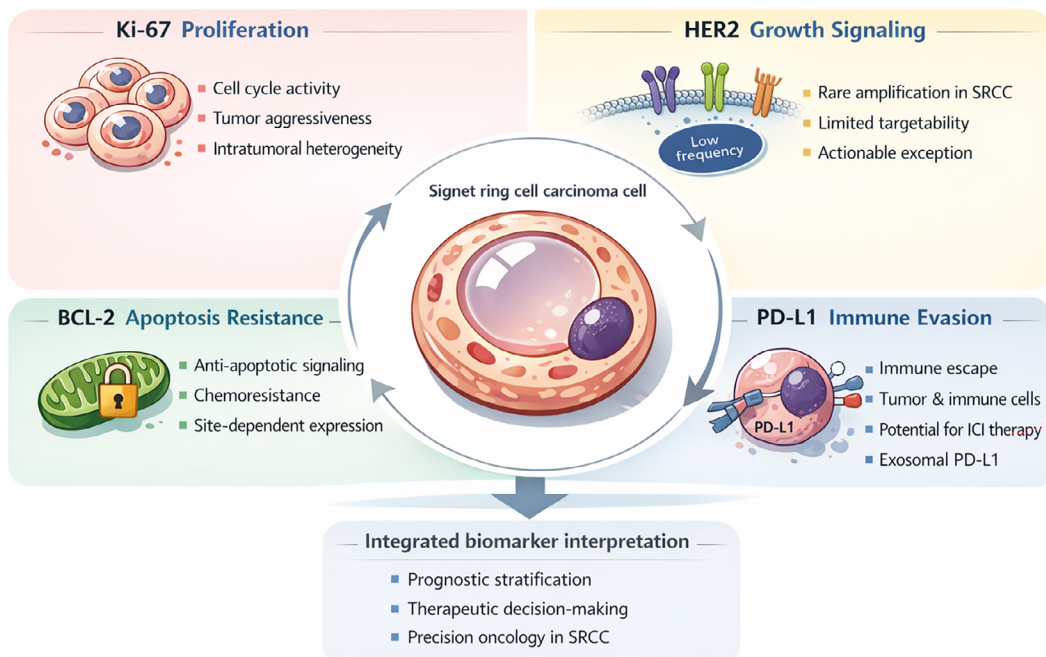 Ki-67 Proliferation
Cell cycle activity
Tumor aggressiveness
Intratumoral heterogeneity
HER2 Growth Signaling
Low
frequency
Rare amplification in SRCC
Limited targetability
Actionable exception
Signet ring cell carcinoma cell
BCL-2 Apoptosis Resistance
Anti-apoptotic signaling
Chemoresistance
Site-dependent expression
PD-L1 Immune Evasion
PD-L1
Immune escape
Tumor & immune cells
Potential for ICI therapy
Exosomal PD-L1
Integrated biomarker interpretation
Prognostic stratification
Therapeutic decision-making
Precision oncology in SRCC